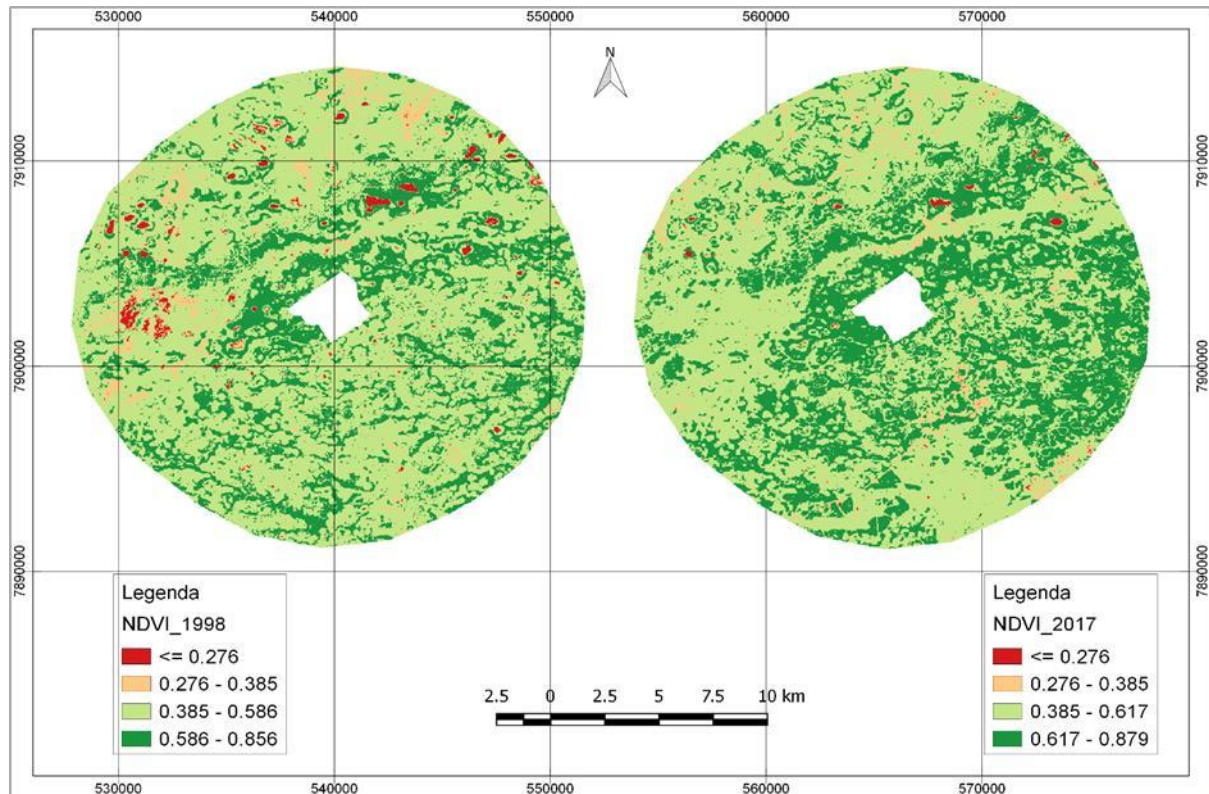 530000 540000 550000 560000 570000
N
7910000 7910000
7900000 7900000
7890000 7890000
Legenda
NDVI_1998
<= 0.276
0.276 - 0.385
0.385 - 0.586
0.586 - 0.856
2.5 0 2.5 5 7.5 10 km
Legenda
NDVI_2017
<= 0.276
0.276 - 0.385
0.385 - 0.617
0.617 - 0.879
530000 540000 550000 560000 570000